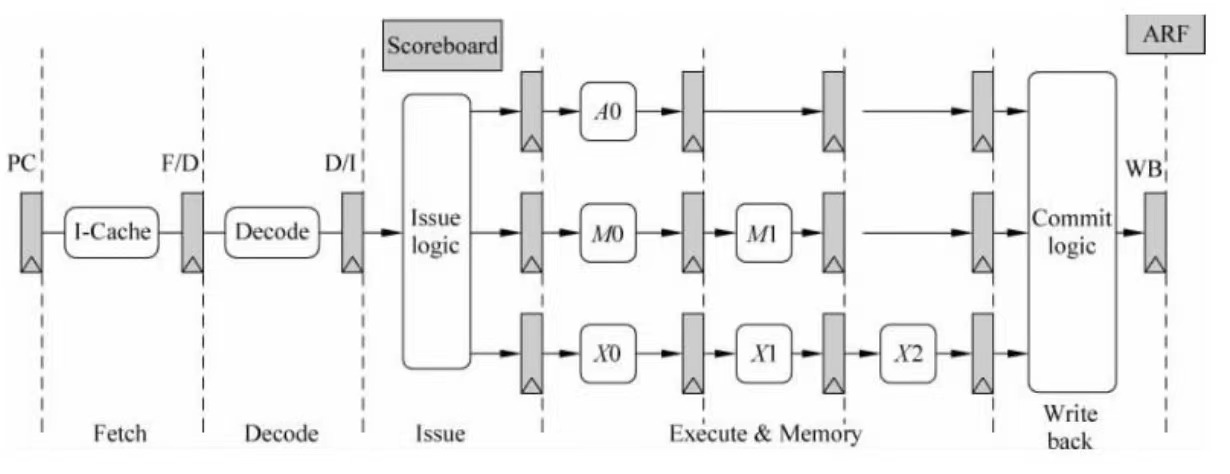 Scoreboard
ARF
PC
F/D
D/I
WB
A0
I-Cache
Decode
Issue
logic
M0
M1
Commit
logic
X0
X1
X2
Fetch
Decode
Issue
Execute & Memory
Write
back